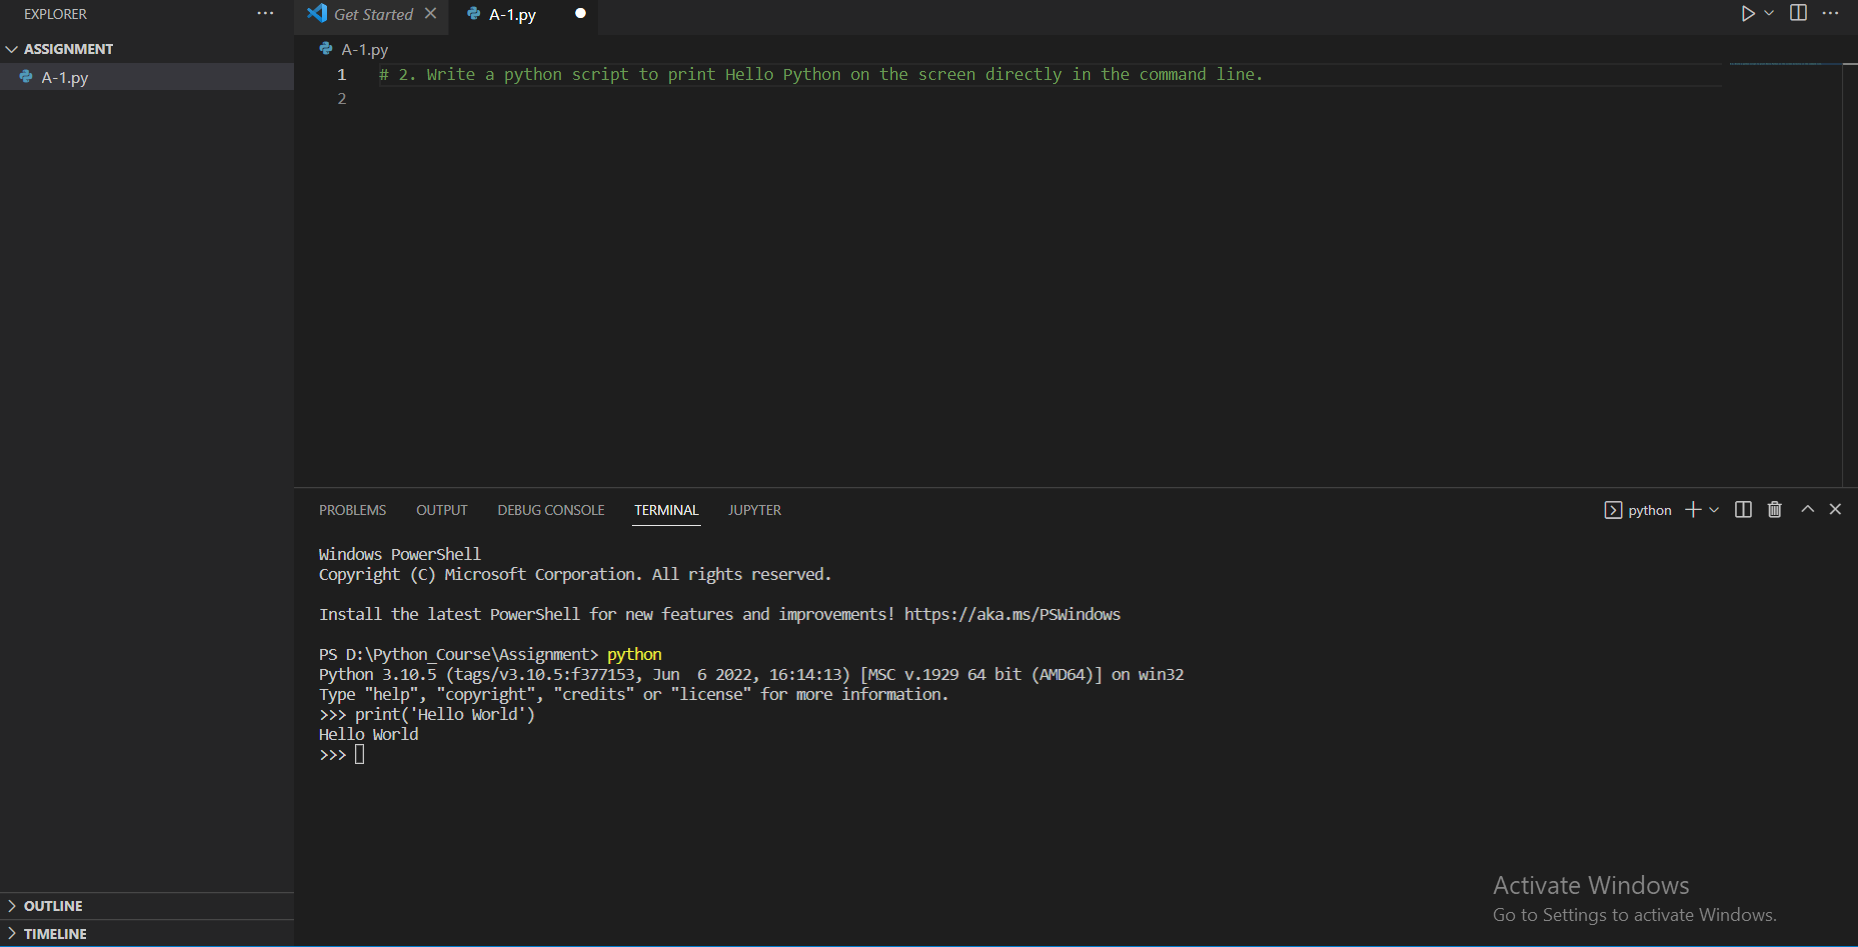 EXPLORER
ASSIGNMENT
A-1.py
OUTLINE
TIMELINE
Get Started
A-1.py
A-1.py
1 # 2. Write a python script to print Hello Python on the screen directly in the command line.
2
PROBLEMS OUTPUT DEBUG CONSOLE TERMINAL JUPYTER
python
Windows PowerShell
Copyright (C) Microsoft Corporation. All rights reserved.
Install the latest PowerShell for new features and improvements! https://aka.ms/PSWindows
PS D:\Python_Course\Assignment> python
Python 3.10.5 (tags/v3.10.5:f377153, Jun  6 2022, 16:14:13) [MSC v.1929 64 bit (AMD64)] on win32
Type "help", "copyright", "credits" or "license" for more information.
>>> print('Hello World')
Hello World
>>>
Activate Windows
Go to Settings to activate Windows.